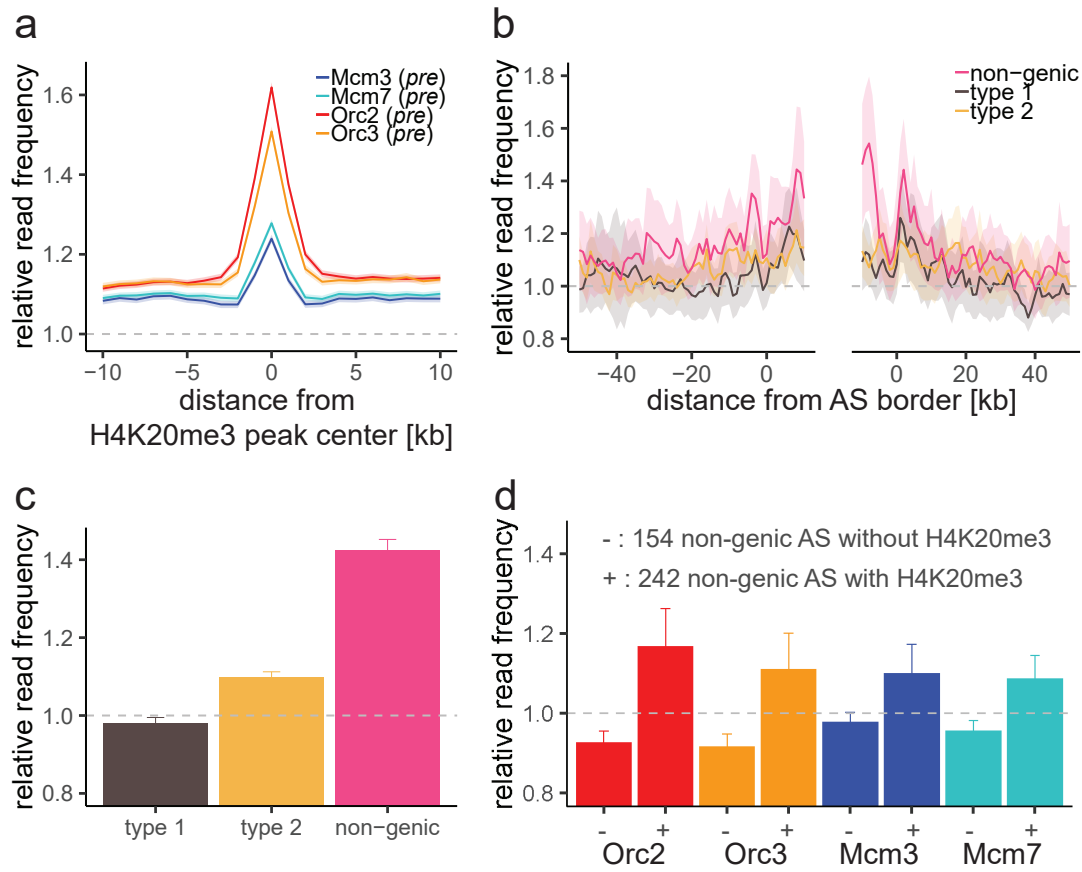 a
relative read frequency
1.6
1.4
1.2
1.0
Mcm3 (pre)
Mcm7 (pre)
Orc2 (pre)
Orc3 (pre)
−10
−5
0
5
10
distance from
H4K20me3 peak center [kb]
b
relative read frequency
1.8
1.6
1.4
1.2
1.0
0.8
non−genic
type 1
type 2
−40
−20
0
0
20
40
distance from AS border [kb]
c
relative read frequency
1.4
1.2
1.0
0.8
type 1
type 2
non−genic
d
relative read frequency
1.4
1.2
1.0
0.8
- : 154 non-genic AS without H4K20me3
+ : 242 non-genic AS with H4K20me3
- + - + - + - +
Orc2 Orc3 Mcm3 Mcm7